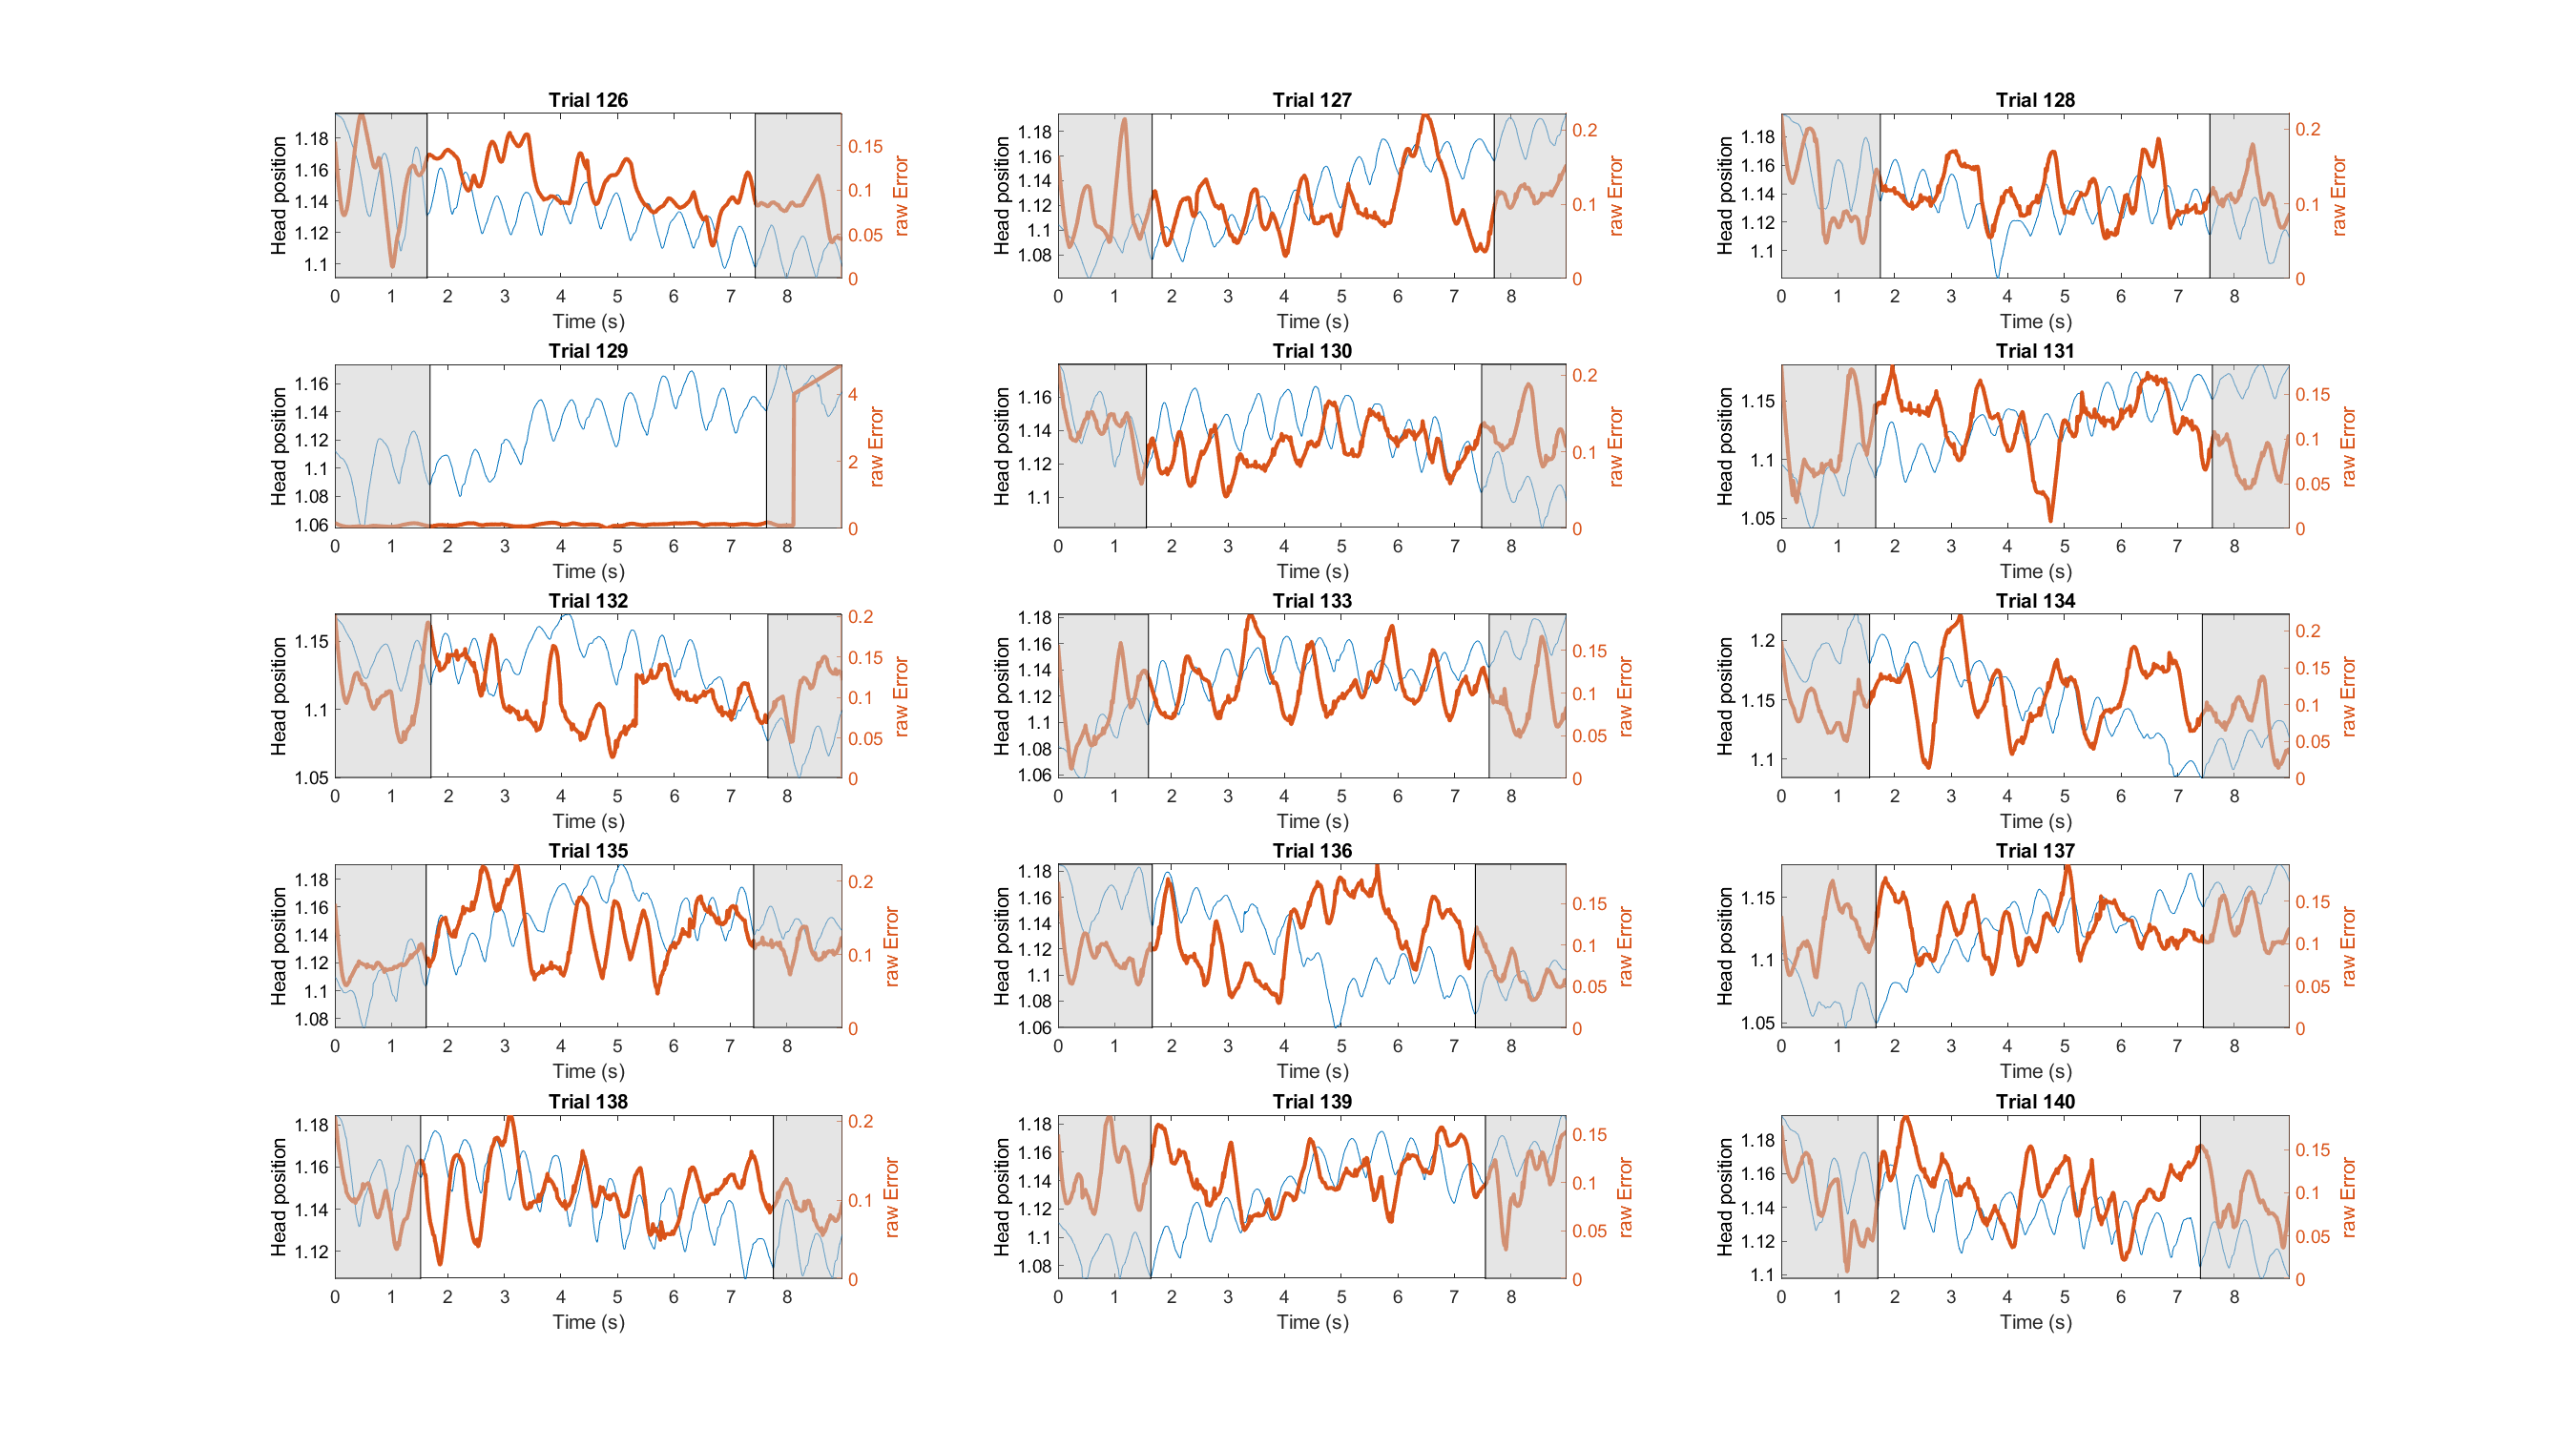 Trial 126
Head position
1.18
1.16
1.14
1.12
1.1
0.15
0.1
0.05
0
raw Error
0 1 2 3 4 5 6 7 8
Time (s)
Trial 127
Head position
1.18
1.16
1.14
1.12
1.1
1.08
0.2
0.1
0
raw Error
0 1 2 3 4 5 6 7 8
Time (s)
Trial 128
Head position
1.18
1.16
1.14
1.12
1.1
0.2
0.1
0
raw Error
0 1 2 3 4 5 6 7 8
Time (s)
Trial 129
Head position
1.16
1.14
1.12
1.1
1.08
1.06
4
2
0
raw Error
0 1 2 3 4 5 6 7 8
Time (s)
Trial 130
Head position
1.16
1.14
1.12
1.1
0.2
0.1
0
raw Error
0 1 2 3 4 5 6 7 8
Time (s)
Trial 131
Head position
1.15
1.1
1.05
0.15
0.1
0.05
0
raw Error
0 1 2 3 4 5 6 7 8
Time (s)
Trial 132
Head position
1.15
1.1
1.05
0.2
0.15
0.1
0.05
0
raw Error
0 1 2 3 4 5 6 7 8
Time (s)
Trial 133
Head position
1.18
1.16
1.14
1.12
1.1
1.08
1.06
0.15
0.1
0.05
0
raw Error
0 1 2 3 4 5 6 7 8
Time (s)
Trial 134
Head position
1.2
1.15
1.1
0.2
0.15
0.1
0.05
0
raw Error
0 1 2 3 4 5 6 7 8
Time (s)
Trial 135
Head position
1.18
1.16
1.14
1.12
1.1
1.08
0.2
0.1
0
raw Error
0 1 2 3 4 5 6 7 8
Time (s)
Trial 136
Head position
1.18
1.16
1.14
1.12
1.1
1.08
1.06
0.15
0.1
0.05
0
raw Error
0 1 2 3 4 5 6 7 8
Time (s)
Trial 137
Head position
1.15
1.1
1.05
0.15
0.1
0.05
0
raw Error
0 1 2 3 4 5 6 7 8
Time (s)
Trial 138
Head position
1.18
1.16
1.14
1.12
0.2
0.1
0
raw Error
0 1 2 3 4 5 6 7 8
Time (s)
Trial 139
Head position
1.18
1.16
1.14
1.12
1.1
1.08
0.15
0.1
0.05
0
raw Error
0 1 2 3 4 5 6 7 8
Time (s)
Trial 140
Head position
1.18
1.16
1.14
1.12
1.1
0.15
0.1
0.05
0
raw Error
0 1 2 3 4 5 6 7 8
Time (s)